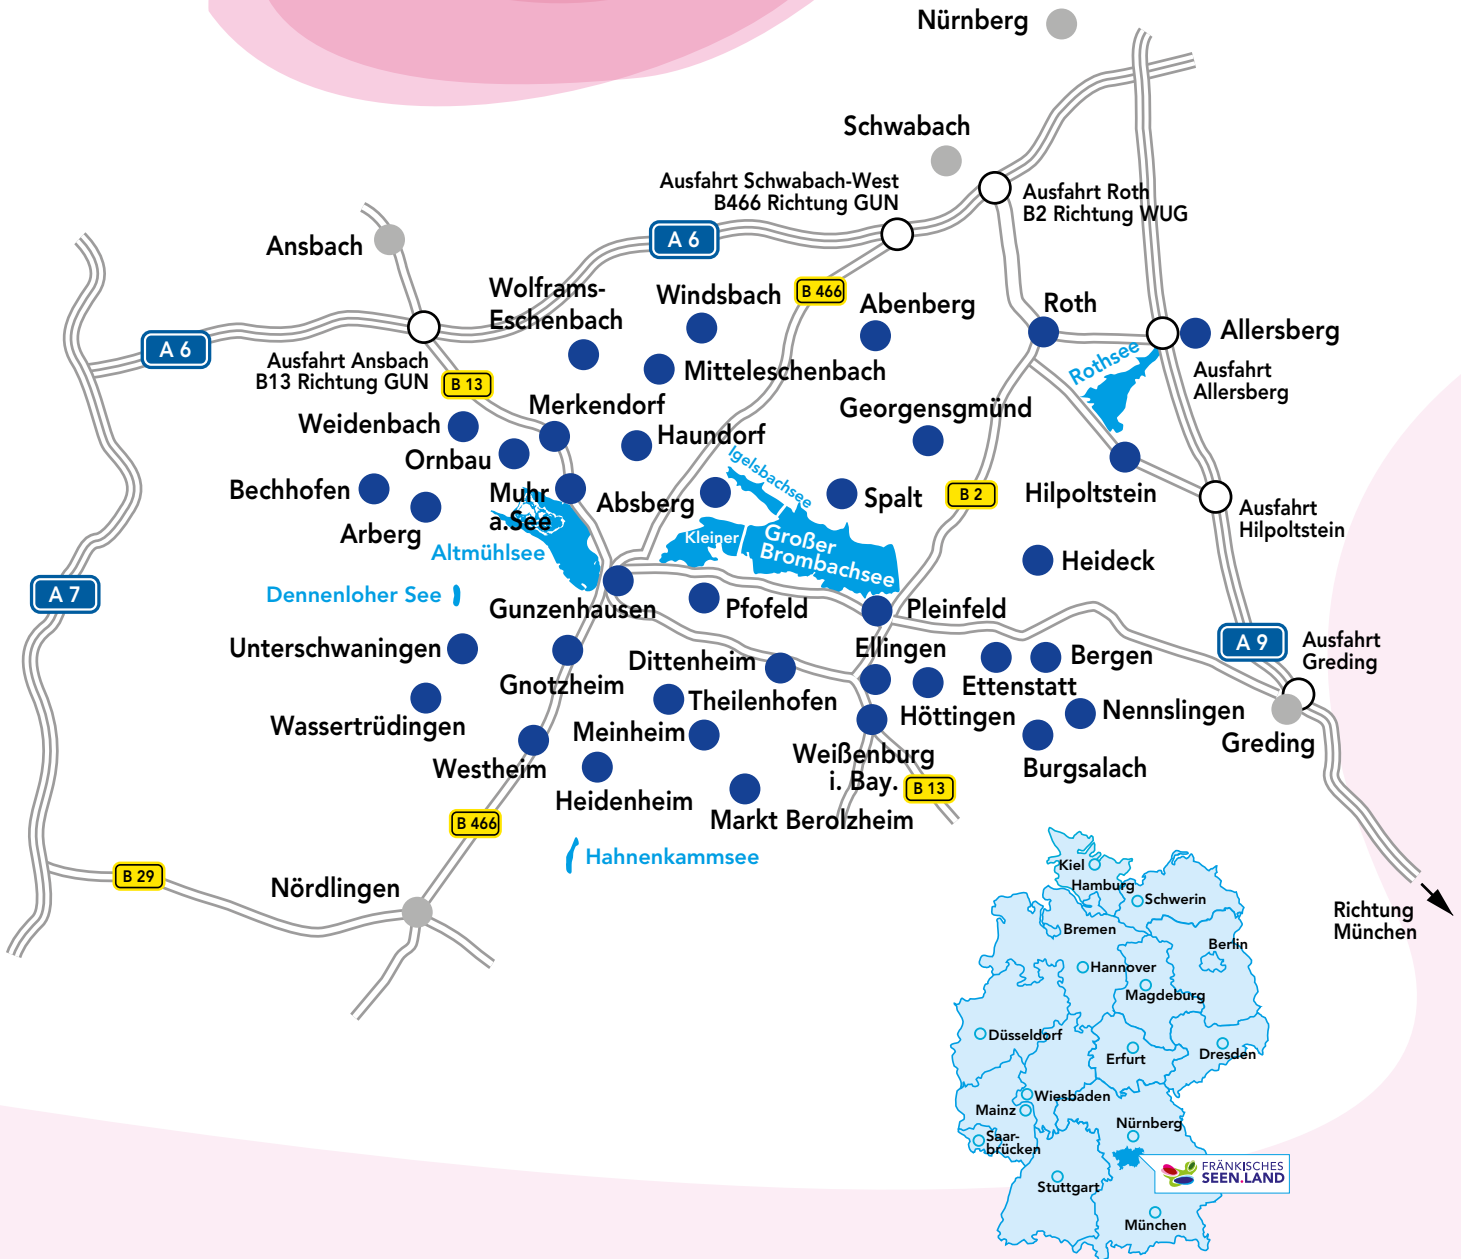 Nürnberg
Schwabach
Ausfahrt Schwabach-West
B466 Richtung GUN
Ausfahrt Roth
B2 Richtung WUG
Ansbach
A 6
Wolframs-
Eschenbach
Windsbach
B 466
Abenberg
Roth
Allersberg
A 6
Ausfahrt Ansbach
B13 Richtung GUN
B 13
Mitteleschenbach
Rothsee
Ausfahrt
Allersberg
Weidenbach
Merkendorf
Haundorf
Georgensgmünd
Ornbau
Igelsbachsee
Bechhofen
Muhr
a.See
Absberg
Spalt
B 2
Hilpoltstein
Ausfahrt
Hilpoltstein
Arberg
Altmühlsee
Kleiner
Großer
Brombachsee
Heideck
A 7
Dennenloher See
Gunzenhausen
Pfofeld
Pleinfeld
Unterschwaningen
Gnotzheim
Dittenheim
Ellingen
Ettenstatt
Bergen
A 9
Ausfahrt
Greding
Wassertrüdingen
Theilenhofen
Höttingen
Nennslingen
Meinheim
Weißenburg
i. Bay.
Burgsalach
Greding
Westheim
Heidenheim
Markt Berolzheim
B 13
B 466
Hahnenkammsee
B 29
Nördlingen
Richtung
München
Kiel
Hamburg
Schwerin
Bremen
Berlin
Hannover
Magdeburg
Düsseldorf
Erfurt
Dresden
Wiesbaden
Mainz
Nürnberg
Saar-
brücken
FRÄNKISCHES
SEEN.LAND
Stuttgart
München